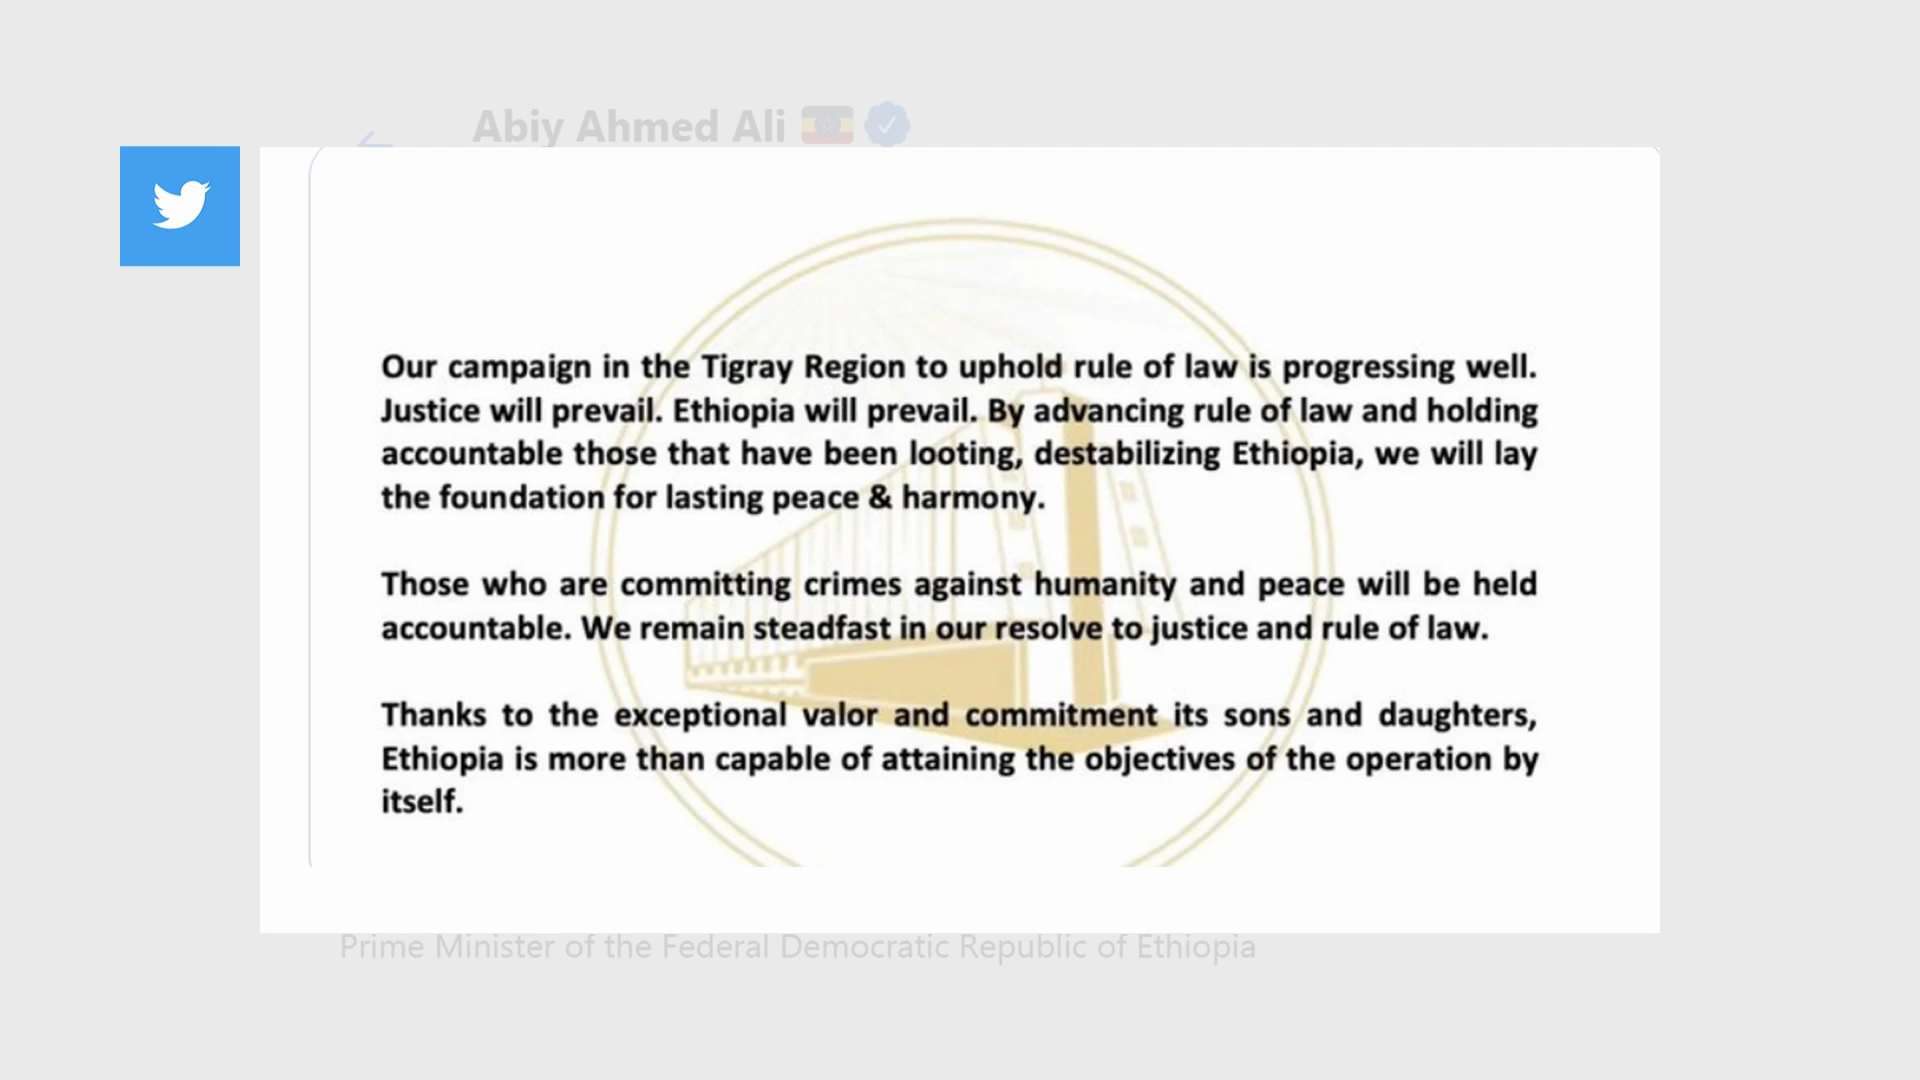 Abiy Ahmed Ali
Our campaign in the Tigray Region to uphold rule of law is progressing well.
Justice will prevail. Ethiopia will prevail. By advancing rule of law and holding
accountable those that have been looting, destabilizing Ethiopia, we will lay
the foundation for lasting peace & harmony.
Those who are committing crimes against humanity and peace will be held
accountable. We remain steadfast in our resolve to justice and rule of law.
Thanks to the exceptional valor and commitment its sons and daughters,
Ethiopia is more than capable of attaining the objectives of the operation by
itself.
Prime Minister of the Federal Democratic Republic of Ethiopia